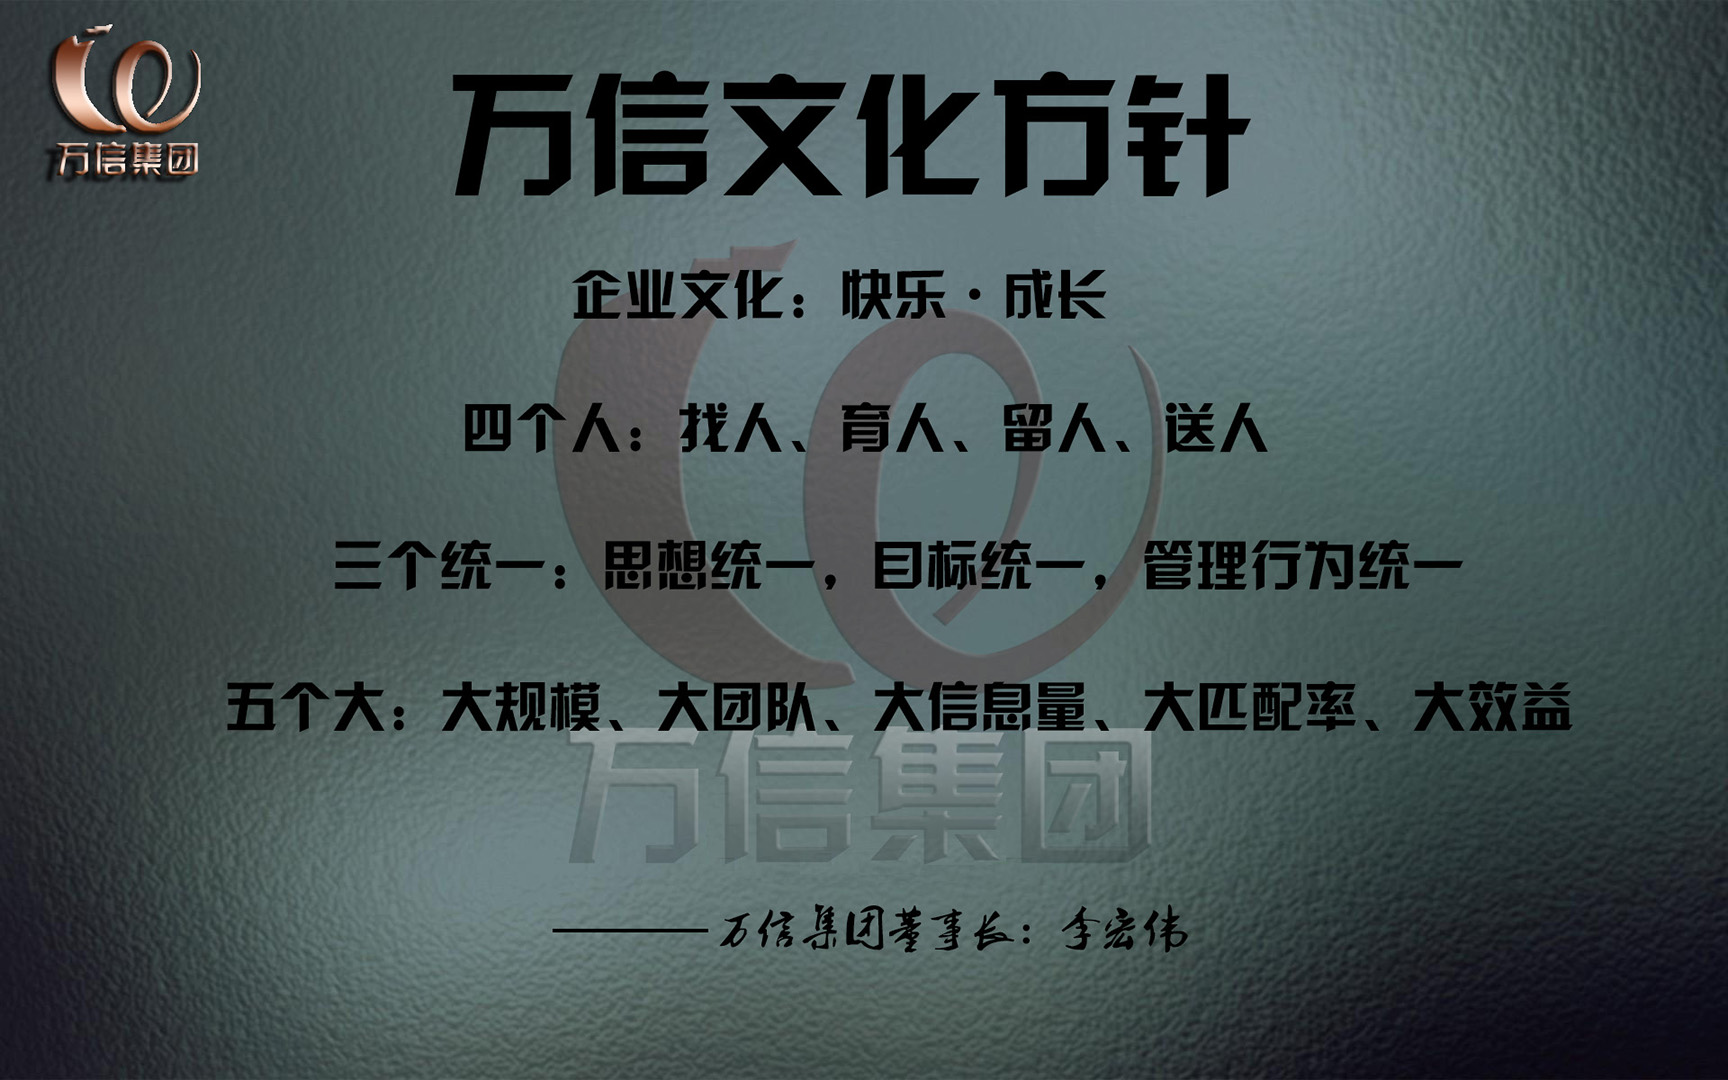 万信集团
万信文化方针
企业文化：快乐·成长
四个人：找人、育人、留人、送人
三个统一：思想统一，目标统一，管理行为统一
五个大：大规模、大团队、大信息量、大匹配率、大效益
万信集团
———万信集团董事长：李宏伟